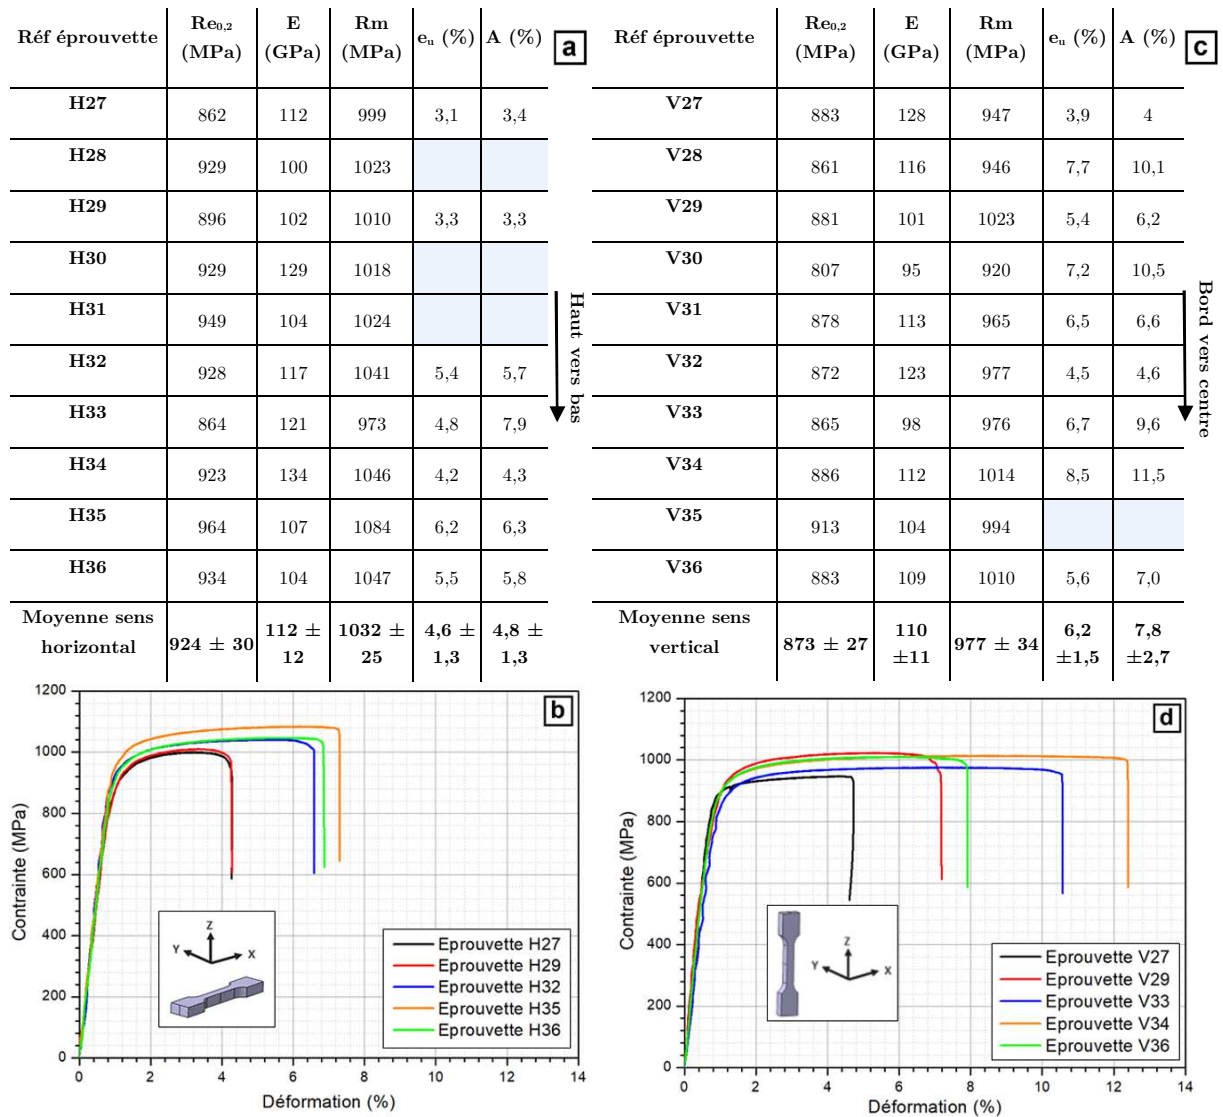 Réf éprouvette Re0,2 (MPa) E (GPa) Rm (MPa) eu (%) A (%) a
H27 862 112 999 3,1 3,4
H28 929 100 1023
H29 896 102 1010 3,3 3,3
H30 929 129 1018
H31 949 104 1024
H32 928 117 1041 5,4 5,7
H33 864 121 973 4,8 7,9
H34 923 134 1046 4,2 4,3
H35 964 107 1084 6,2 6,3
H36 934 104 1047 5,5 5,8
Moyenne sens horizontal 924 ± 30 112 ± 12 1032 ± 25 4,6 ± 1,3 4,8 ± 1,3
Haut vers bas
Réf éprouvette Re0,2 (MPa) E (GPa) Rm (MPa) eu (%) A (%) c
V27 883 128 947 3,9 4
V28 861 116 946 7,7 10,1
V29 881 101 1023 5,4 6,2
V30 807 95 920 7,2 10,5
V31 878 113 965 6,5 6,6
V32 872 123 977 4,5 4,6
V33 865 98 976 6,7 9,6
V34 886 112 1014 8,5 11,5
V35 913 104 994
V36 883 109 1010 5,6 7,0
Moyenne sens vertical 873 ± 27 110 ±11 977 ± 34 6,2 ±1,5 7,8 ±2,7
Bord vers centre
b
Contrainte (MPa)
1200
1000
800
600
400
200
0
Z
Y X
Eprouvette H27
Eprouvette H29
Eprouvette H32
Eprouvette H35
Eprouvette H36
0 2 4 6 8 10 12 14
Déformation (%)
d
Contrainte (MPa)
1200
1000
800
600
400
200
0
Z
Y X
Eprouvette V27
Eprouvette V29
Eprouvette V33
Eprouvette V34
Eprouvette V36
0 2 4 6 8 10 12 14
Déformation (%)